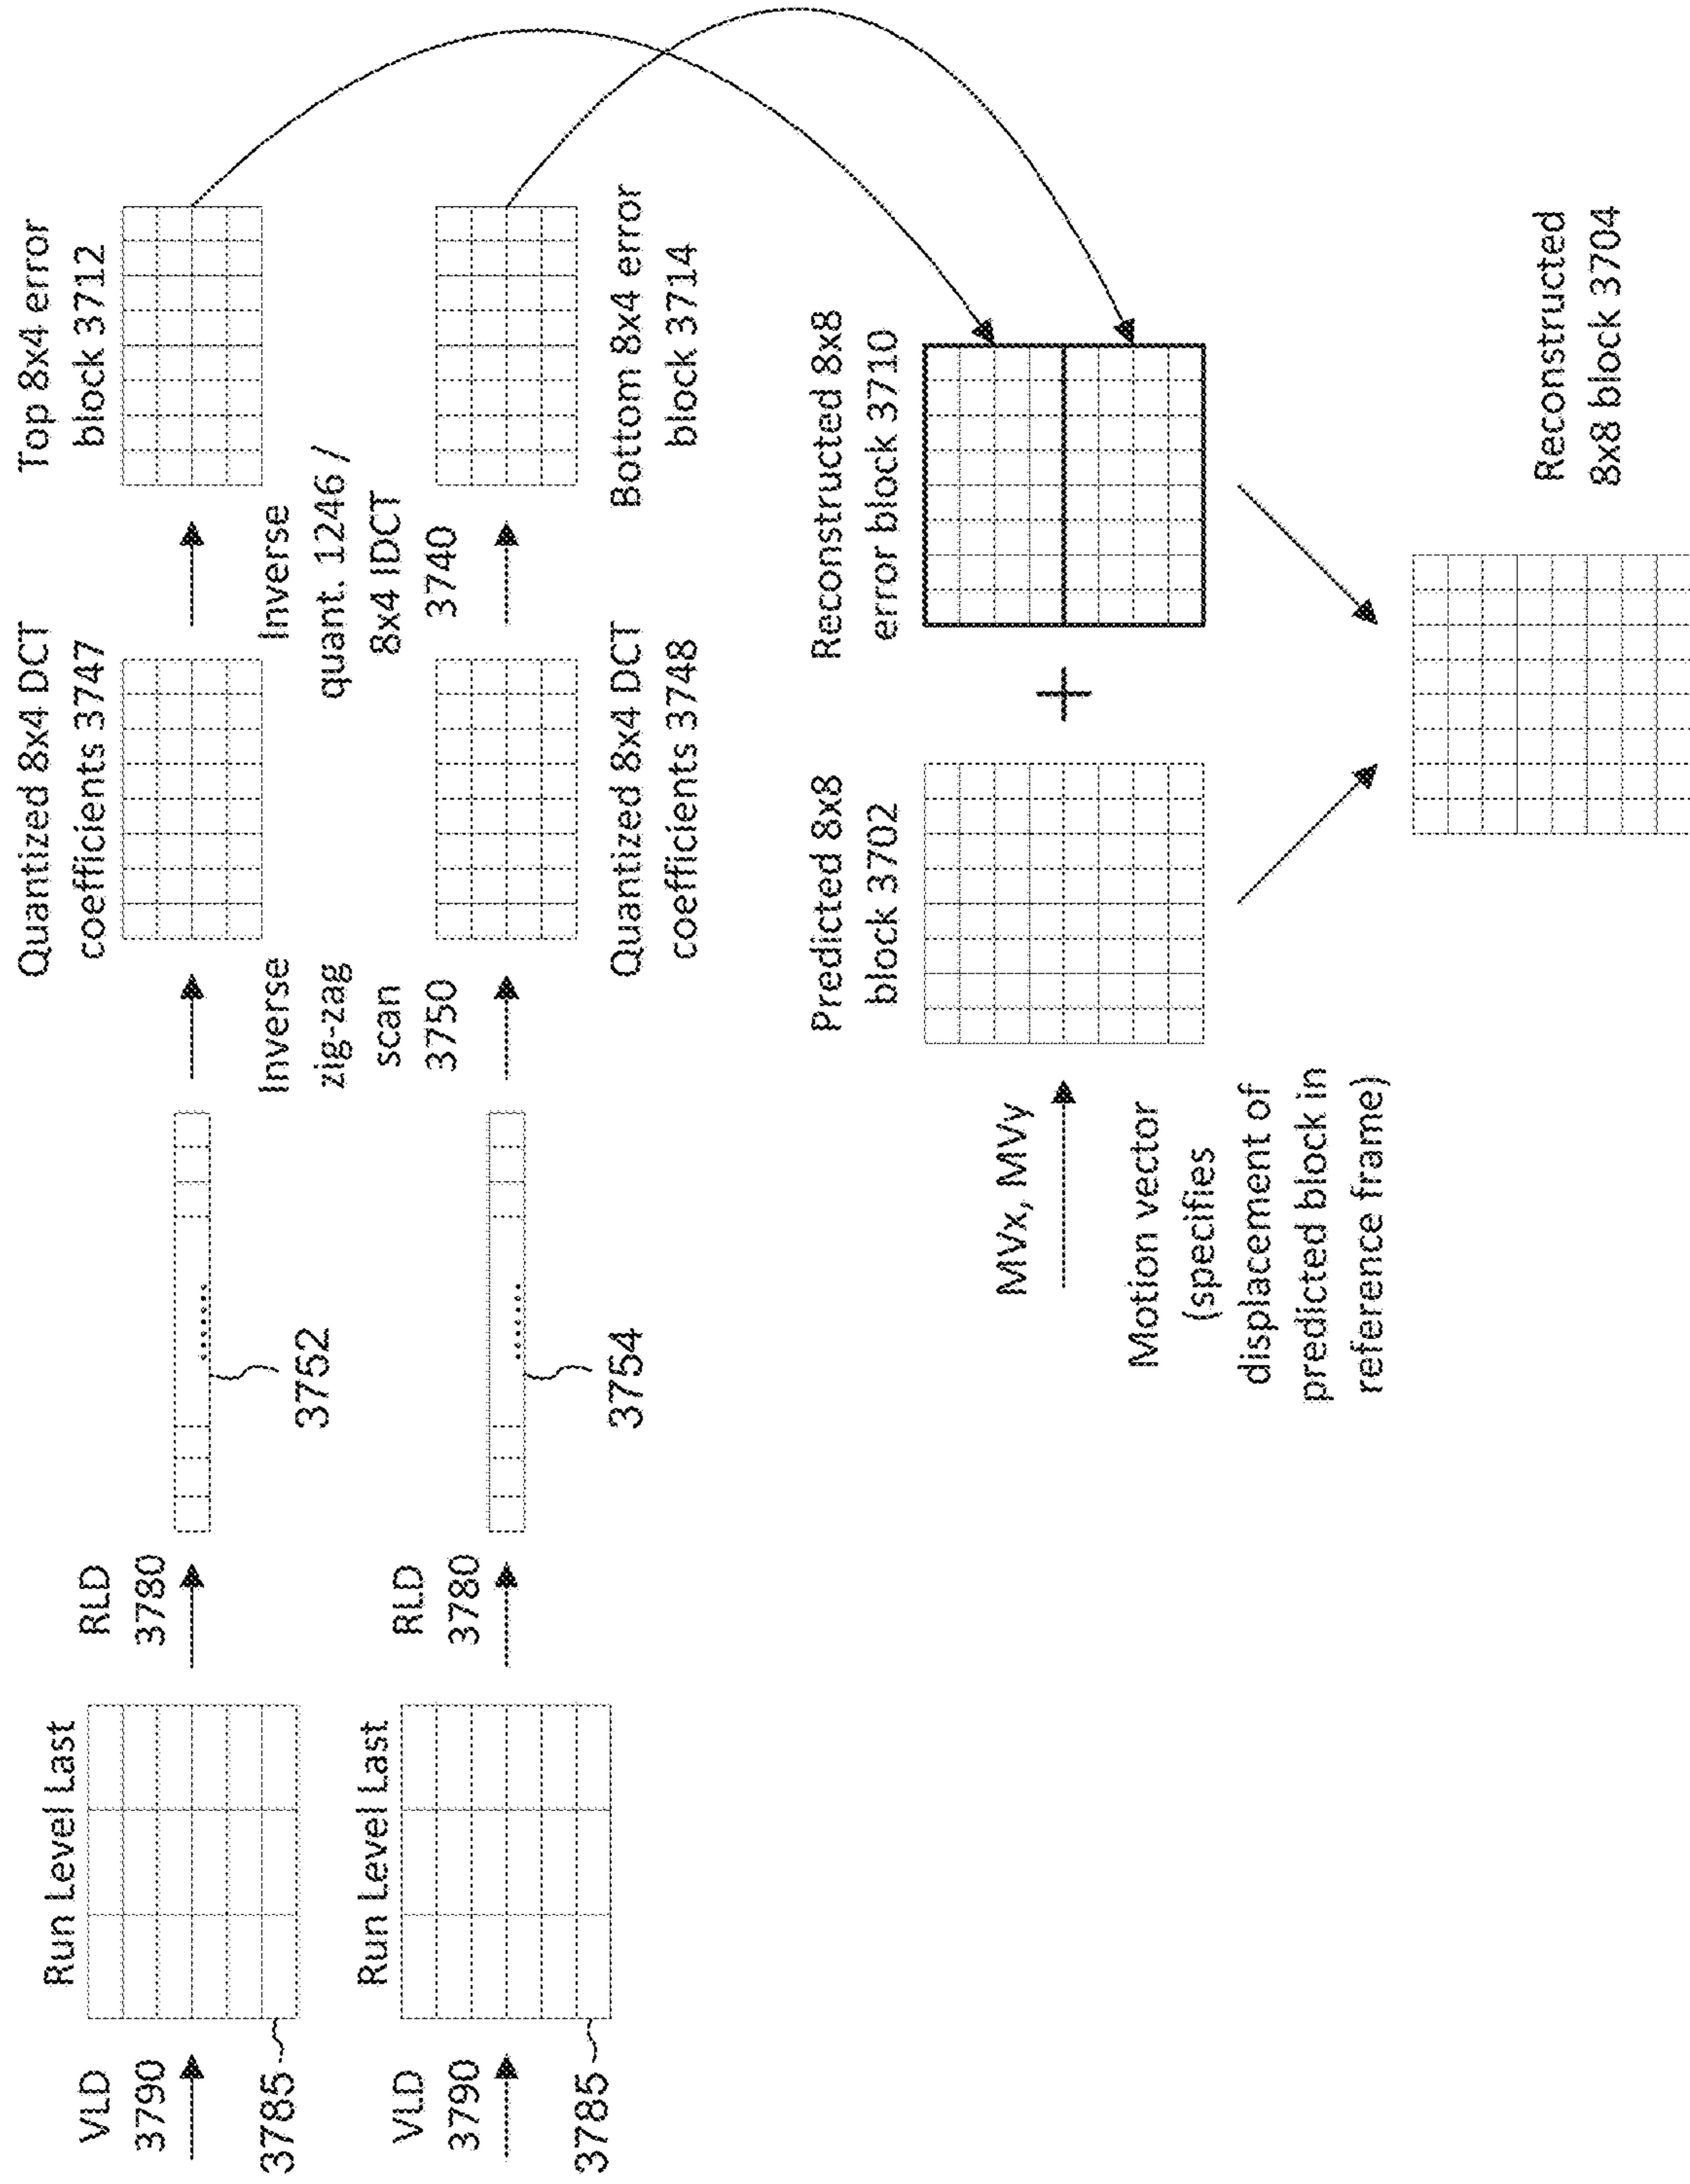 VLD
3790
3785
Run Level Last
RLD
3780
3752
Inverse
zig-zag
scan
3750
Quantized 8x4 DCT
coefficients 3747
Inverse
quant. 1246 /
8x4 IDCT
3740
Top 8x4 error
block 3712
VLD
3790
3785
Run Level Last
RLD
3780
3754
Quantized 8x4 DCT
coefficients 3748
Bottom 8x4 error
block 3714
MVx, MVy
Motion vector
(specifies
displacement of
predicted block in
reference frame)
Predicted 8x8
block 3702
+
Reconstructed 8x8
error block 3710
Reconstructed
8x8 block 3704